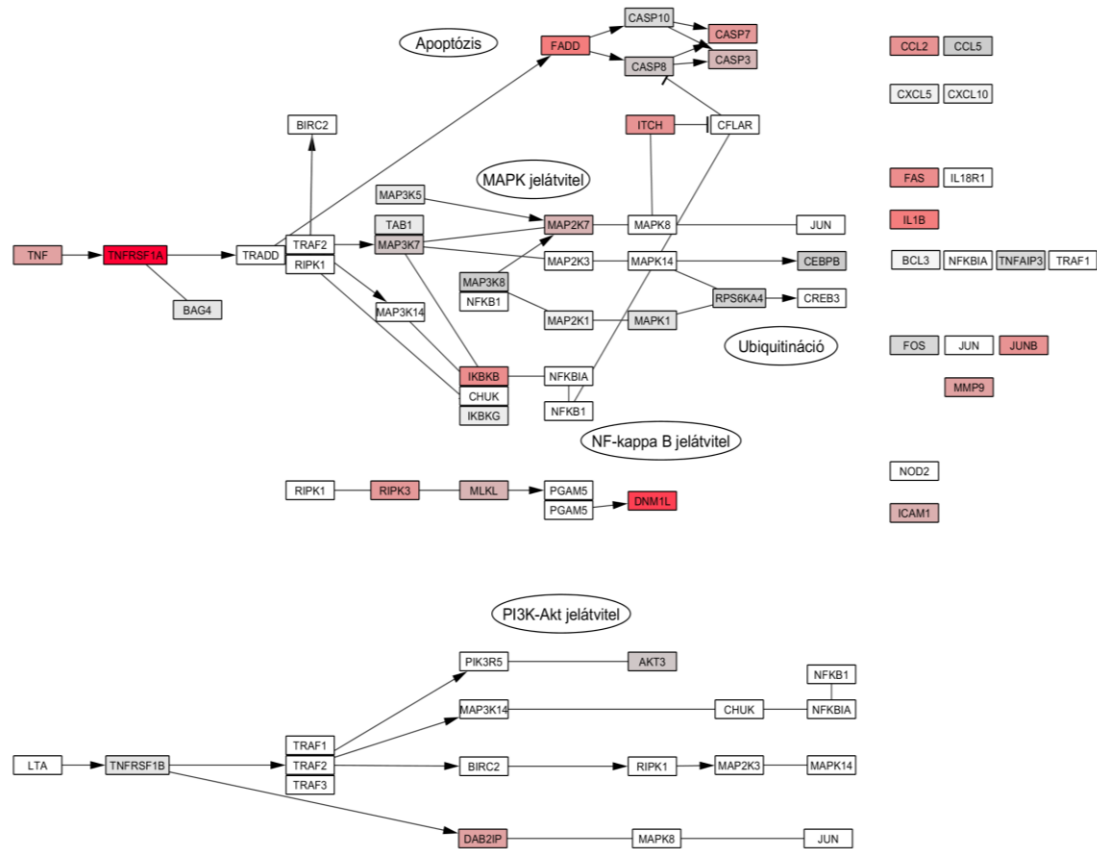 CASP10
Apoptózis
FADD
CASP7
CCL2 CCL5
CASP8
CASP3
CXCL5 CXCL10
BIRC2
ITCH
CFLAR
MAPK jelátvitel
FAS IL18R1
MAP3K5
IL1B
TAB1
MAP2K7
MAPK8
JUN
TNF
TNFRSF1A
TRADD
TRAF2
MAP3K7
RIPK1
MAP2K3
MAPK14
CEBPB
BCL3 NFKBIA TNFAIP3 TRAF1
MAP3K8
NFKB1
BAG4
MAP3K14
MAP2K1
MAPK1
RPS6KA4
CREB3
Ubiquitináció
FOS JUN JUNB
IKBKB
NFKBIA
MMP9
CHUK
IKBKG
NFKB1
NF-kappa B jelátvitel
NOD2
RIPK1
RIPK3
MLKL
PGAM5
DNM1L
PGAM5
ICAM1
PI3K-Akt jelátvitel
PIK3R5
AKT3
NFKB1
MAP3K14
CHUK
NFKBIA
TRAF1
LTA
TNFRSF1B
TRAF2
BIRC2
RIPK1
MAP2K3
MAPK14
TRAF3
DAB2IP
MAPK8
JUN